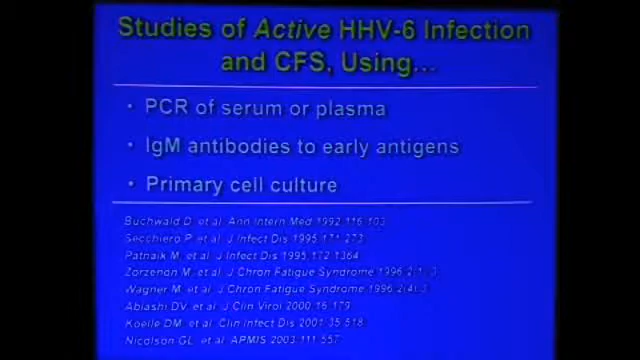 Studies of Active HHV-6 Infection
and CFS, Using...
• PCR of serum or plasma
• IgM antibodies to early antigens
• Primary cell culture
Buchwald D, et al. Ann Intern Med 1992;116:103
Secchiero P, et al. J Infect Dis 1995;171:273
Patnaik M, et al. J Infect Dis 1995;172:1364
Zorzenon M, et al. J Chron Fatigue Syndrome 1996;2(1):3
Wagner M, et al. J Chron Fatigue Syndrome 1996;2(4):3
Ablashi DV, et al. J Clin Virol 2000;16:179
Koelle DM, et al. Clin Infect Dis 2001;35:518
Nicolson GL, et al. APMIS 2003;111:557